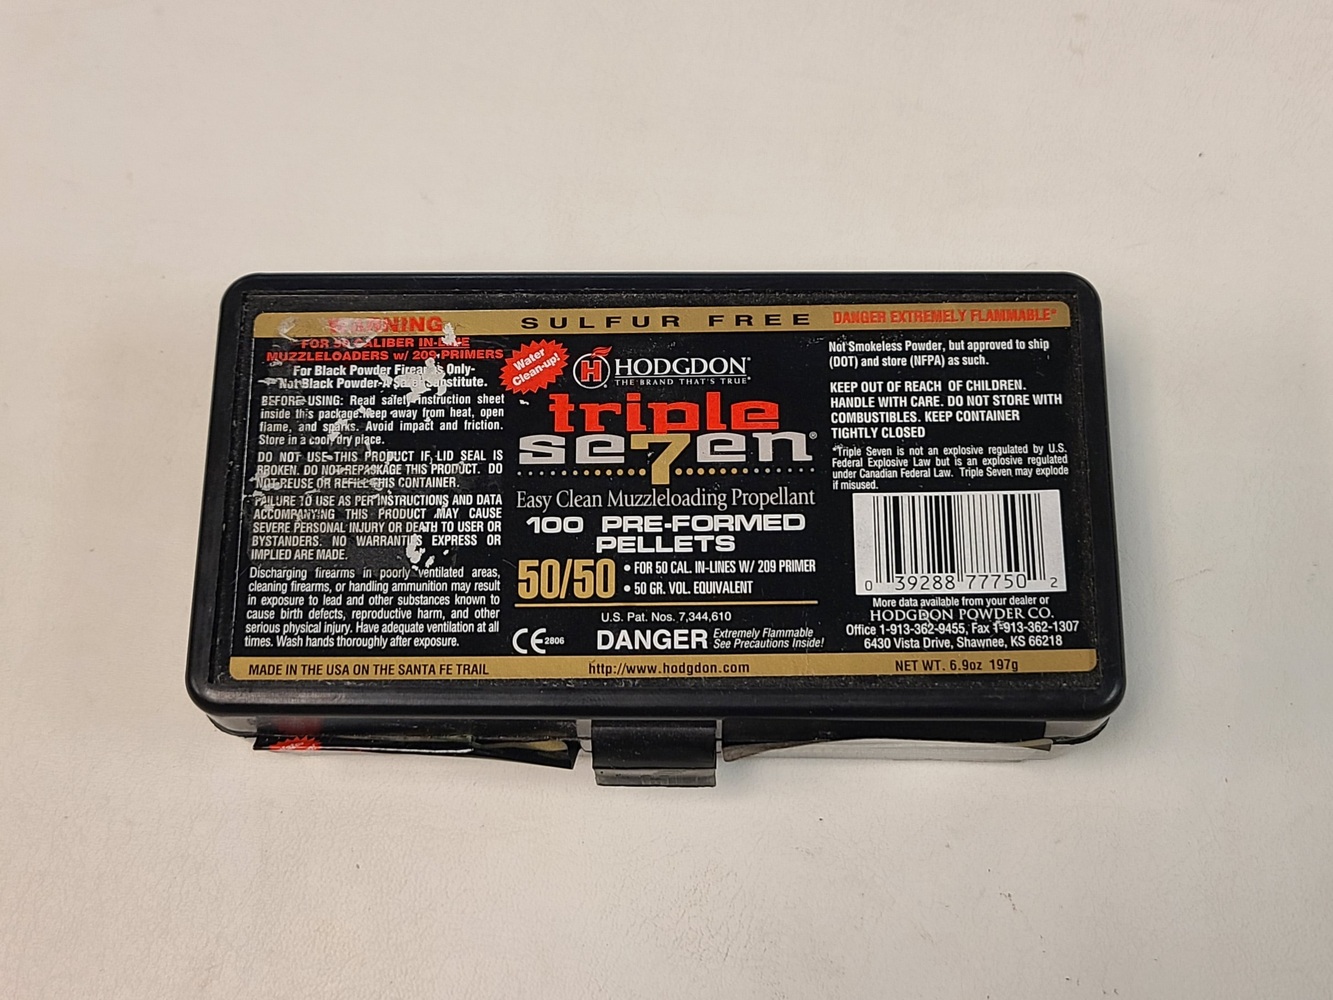 WARNING
FOR 50 CALIBER IN-LINE
MUZZLELOADERS w/ 209 PRIMERS
For Black Powder Firearms Only-
Not Black Powder-A Safer Substitute.
BEFORE USING: Read safety instruction sheet
inside this package. Keep away from heat, open
flame, and sparks. Avoid impact and friction.
Store in a cool, dry place.
DO NOT USE THIS PRODUCT IF LID SEAL IS
BROKEN. DO NOT REPACKAGE THIS PRODUCT. DO
NOT REUSE OR REFILL THIS CONTAINER.
FAILURE TO USE AS PER INSTRUCTIONS AND DATA
ACCOMPANYING THIS PRODUCT MAY CAUSE
SEVERE PERSONAL INJURY OR DEATH TO USER OR
BYSTANDERS. NO WARRANTIES EXPRESS OR
IMPLIED ARE MADE.
Discharging firearms in poorly ventilated areas,
cleaning firearms, or handling ammunition may result
in exposure to lead and other substances known to
cause birth defects, reproductive harm, and other
serious physical injury. Have adequate ventilation at all
times. Wash hands thoroughly after exposure.
MADE IN THE USA ON THE SANTA FE TRAIL
SULFUR FREE
Water
Clean-up!
H HODGDON®
THE BRAND THAT'S TRUE®
triple
se7en®
Easy Clean Muzzleloading Propellant
100 PRE-FORMED
PELLETS
50/50
• FOR 50 CAL. IN-LINES W/ 209 PRIMER
• 50 GR. VOL. EQUIVALENT
U.S. Pat. Nos. 7,344,610
CE 2806
DANGER
Extremely Flammable
See Precautions Inside!
http://www.hodgdon.com
DANGER EXTREMELY FLAMMABLE*
Not Smokeless Powder, but approved to ship
(DOT) and store (NFPA) as such.
KEEP OUT OF REACH OF CHILDREN.
HANDLE WITH CARE. DO NOT STORE WITH
COMBUSTIBLES. KEEP CONTAINER
TIGHTLY CLOSED
*Triple Seven is not an explosive regulated by U.S.
Federal Explosive Law but is an explosive regulated
under Canadian Federal Law. Triple Seven may explode
if misused.
0 39288 77750 2
More data available from your dealer or
HODGDON POWDER CO.
Office 1-913-362-9455, Fax 1-913-362-1307
6430 Vista Drive, Shawnee, KS 66218
NET WT. 6.9oz 197g